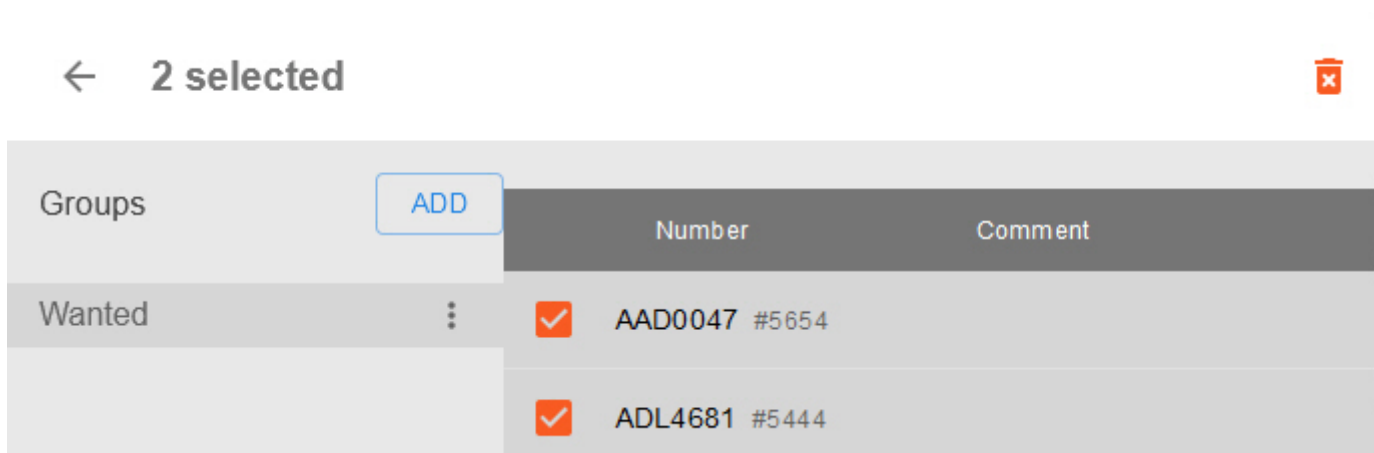 2 selected
Groups
ADD
Number Comment
Wanted
AAD0047 #5654
ADL4681 #5444